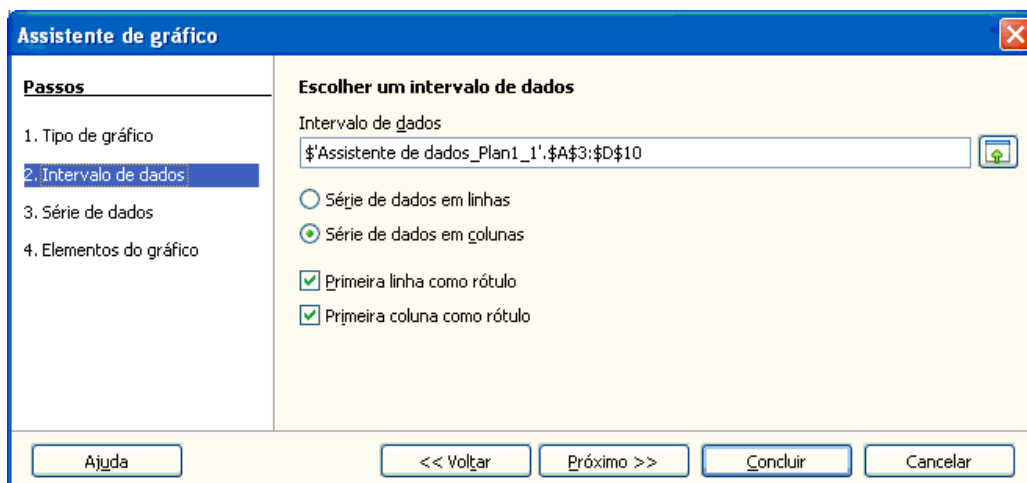 Assistente de gráfico
Passos
1. Tipo de gráfico
2. Intervalo de dados
3. Série de dados
4. Elementos do gráfico
Escolher um intervalo de dados
Intervalo de dados
$'Assistente de dados_Plan1_1'.$A$3:$D$10
Série de dados em linhas
Série de dados em colunas
Primeira linha como rótulo
Primeira coluna como rótulo
Ajuda
<< Voltar
Próximo >>
Concluir
Cancelar